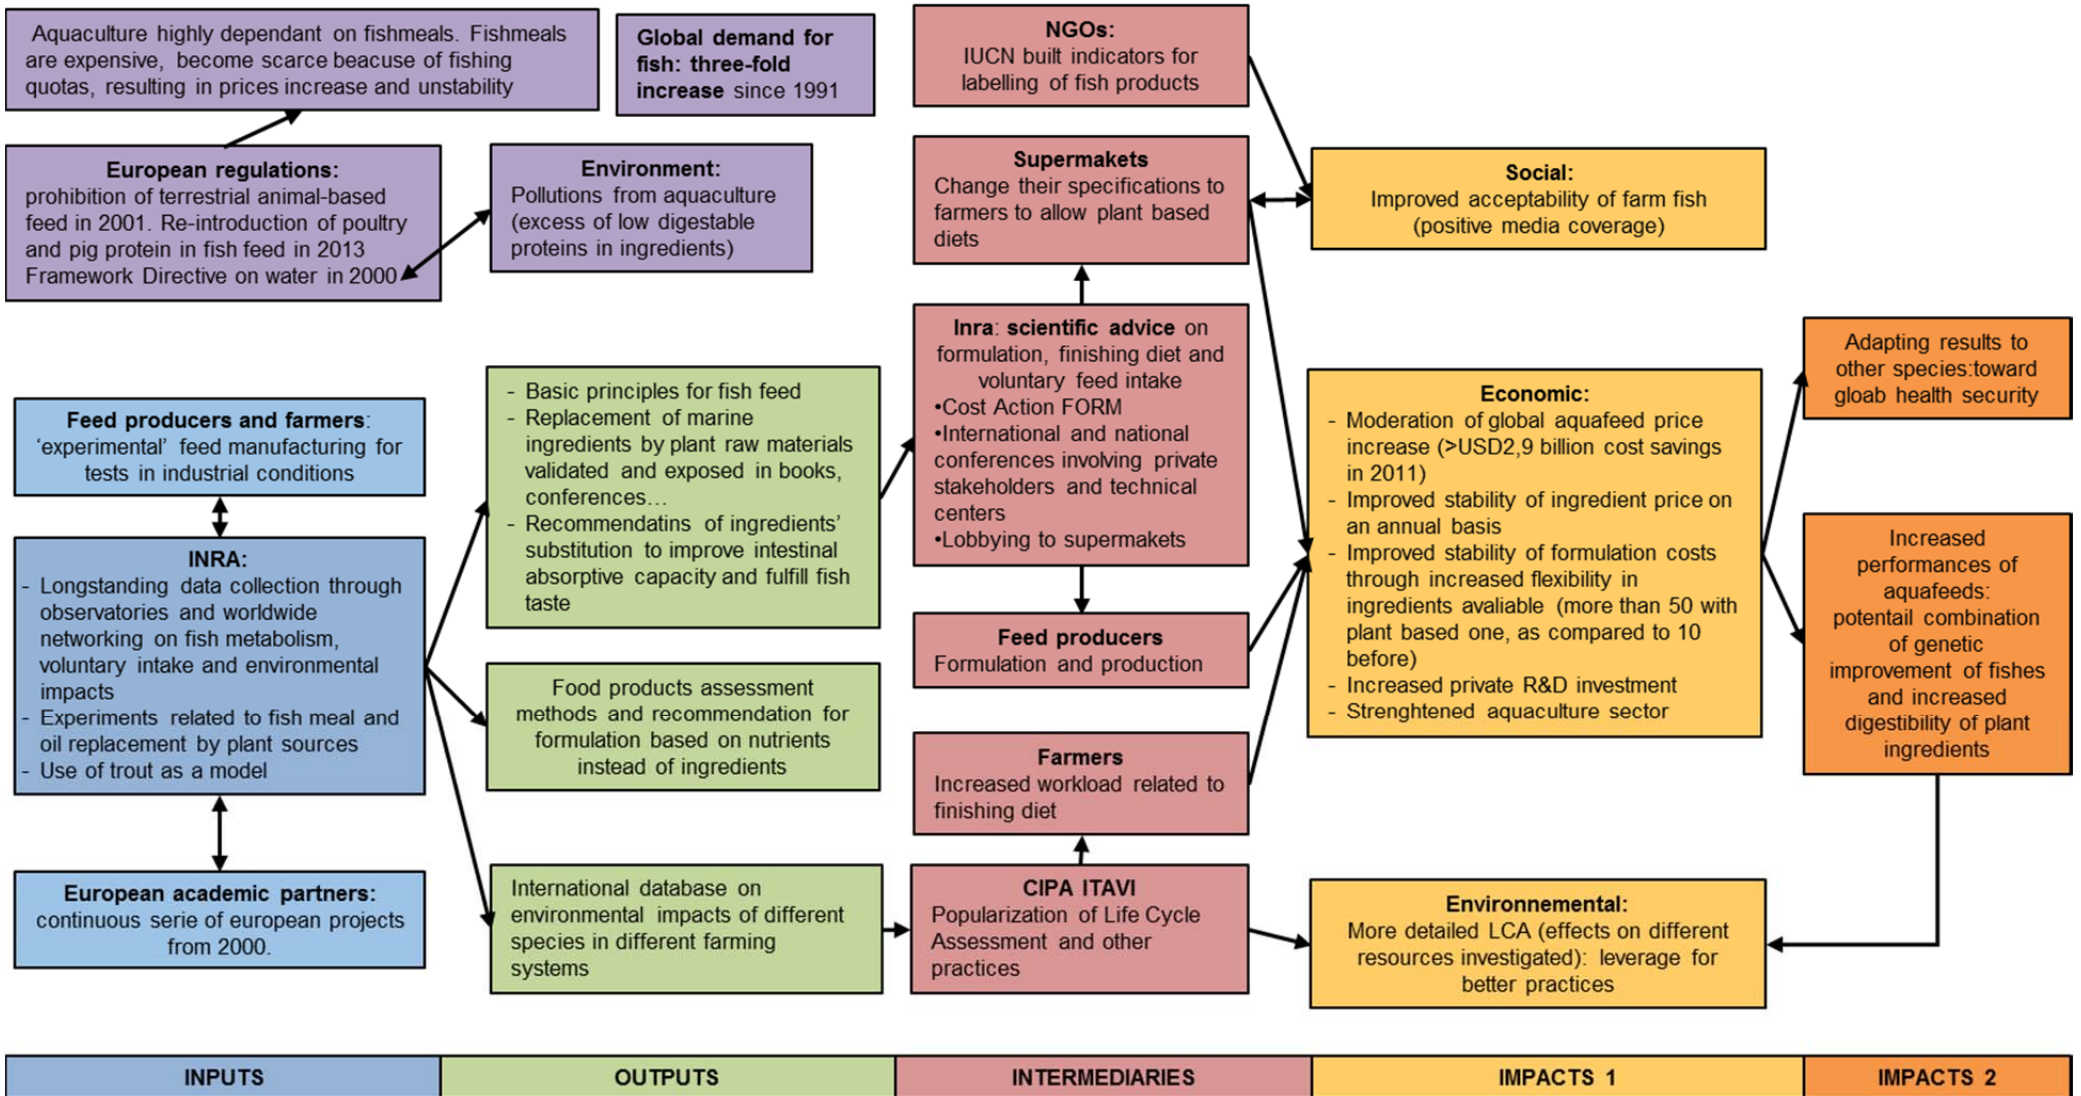 Aquaculture highly dependant on fishmeals. Fishmeals
are expensive, become scarce beacuse of fishing
quotas, resulting in prices increase and unstability
Global demand for
fish: three-fold
increase since 1991
European regulations:
prohibition of terrestrial animal-based
feed in 2001. Re-introduction of poultry
and pig protein in fish feed in 2013
Framework Directive on water in 2000
Environment:
Pollutions from aquaculture
(excess of low digestable
proteins in ingredients)
Feed producers and farmers:
‘experimental’ feed manufacturing for
tests in industrial conditions
INRA:
- Longstanding data collection through
observatories and worldwide
networking on fish metabolism,
voluntary intake and environmental
impacts
- Experiments related to fish meal and
oil replacement by plant sources
- Use of trout as a model
European academic partners:
continuous serie of european projects
from 2000.
- Basic principles for fish feed
- Replacement of marine
ingredients by plant raw materials
validated and exposed in books,
conferences…
- Recommendatins of ingredients’
substitution to improve intestinal
absorptive capacity and fulfill fish
taste
Food products assessment
methods and recommendation for
formulation based on nutrients
instead of ingredients
International database on
environmental impacts of different
species in different farming
systems
NGOs:
IUCN built indicators for
labelling of fish products
Supermakets
Change their specifications to
farmers to allow plant based
diets
Inra: scientific advice on
formulation, finishing diet and
voluntary feed intake
•Cost Action FORM
•International and national
conferences involving private
stakeholders and technical
centers
•Lobbying to supermakets
Feed producers
Formulation and production
Farmers
Increased workload related to
finishing diet
CIPA ITAVI
Popularization of Life Cycle
Assessment and other
practices
Social:
Improved acceptability of farm fish
(positive media coverage)
Economic:
- Moderation of global aquafeed price
increase (>USD2,9 billion cost savings
in 2011)
- Improved stability of ingredient price on
an annual basis
- Improved stability of formulation costs
through increased flexibility in
ingredients avaliable (more than 50 with
plant based one, as compared to 10
before)
- Increased private R&D investment
- Strenghtened aquaculture sector
Environnemental:
More detailed LCA (effects on different
resources investigated): leverage for
better practices
Adapting results to
other species:toward
gloab health security
Increased
performances of
aquafeeds:
potentail combination
of genetic
improvement of fishes
and increased
digestibility of plant
ingredients
INPUTS
OUTPUTS
INTERMEDIARIES
IMPACTS 1
IMPACTS 2